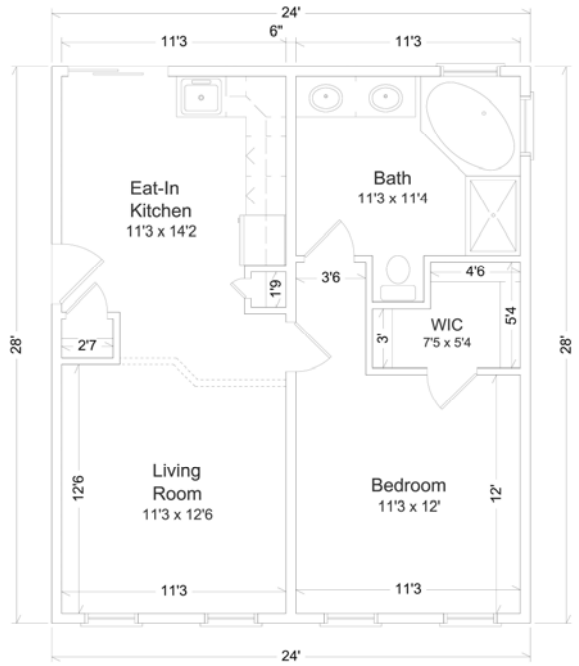 24'
6"
11'3
11'3
Eat-In
Kitchen
11'3 x 14'2
Bath
11'3 x 11'4
3'6
4'6
1'6
5'4
3'
WIC
7'5 x 5'4
2'7
28'
28'
12'6
Living
Room
11'3 x 12'6
Bedroom
11'3 x 12'
12'
11'3
11'3
24'